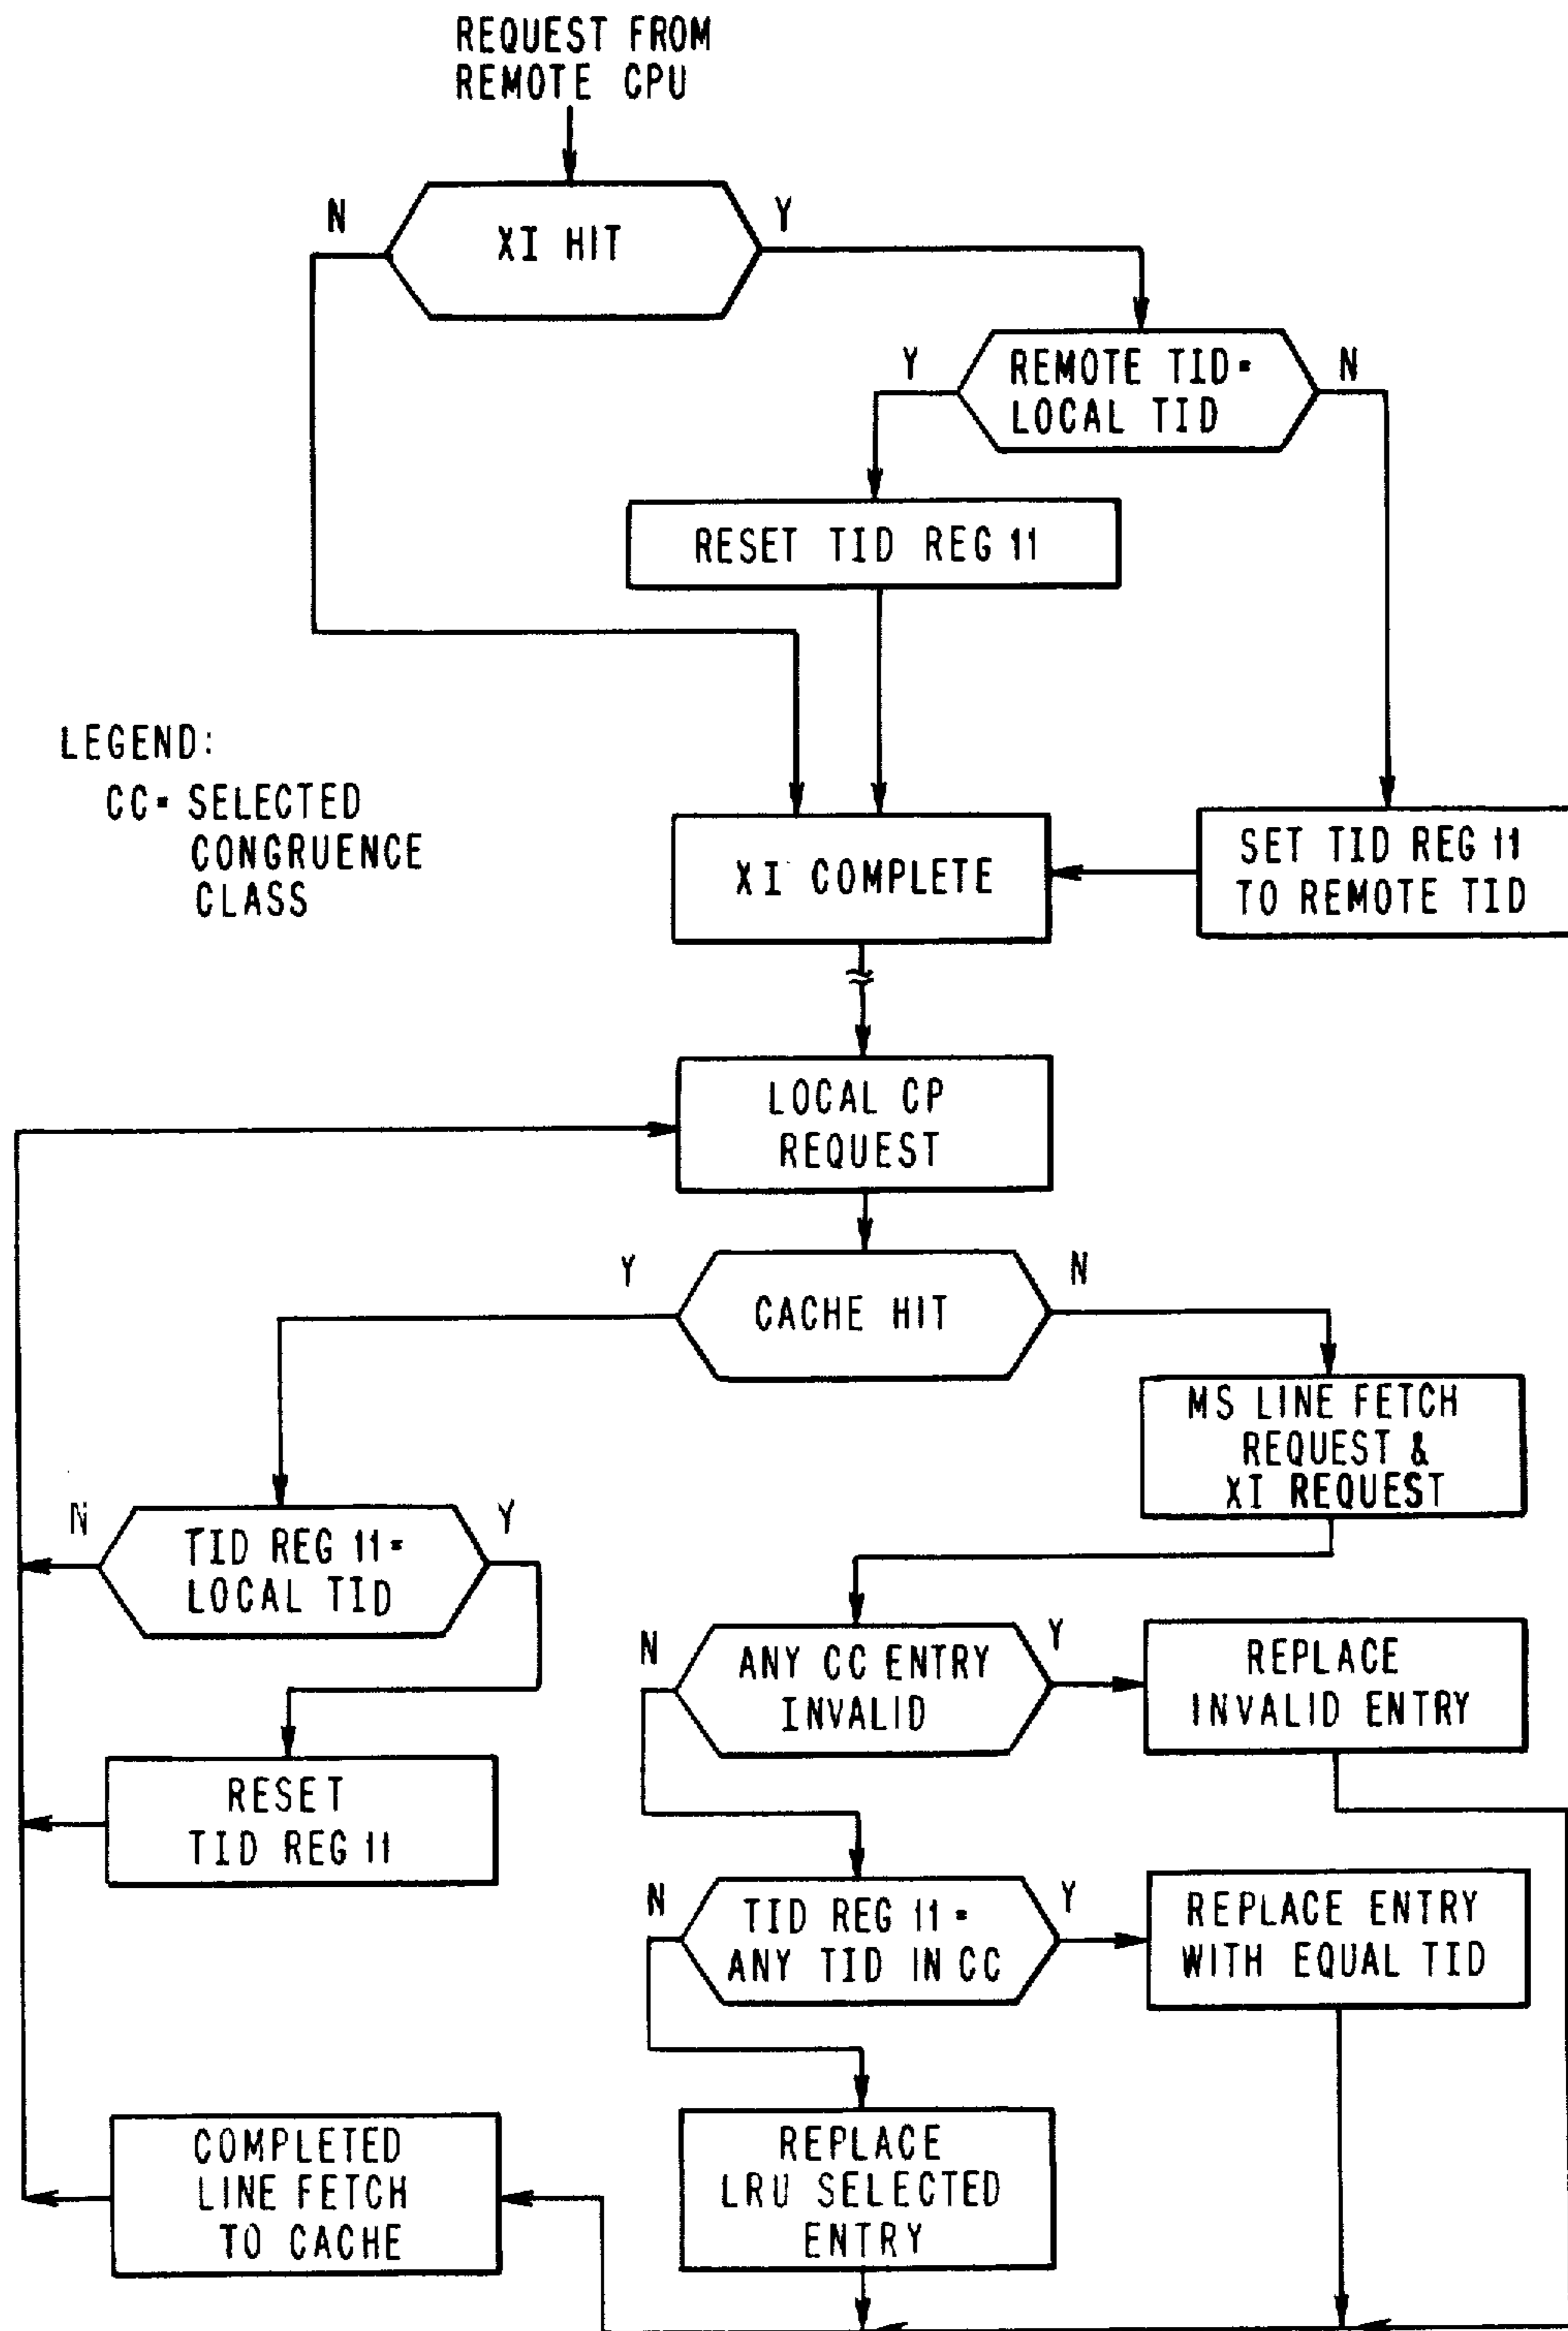 REQUEST FROM
REMOTE CPU
N
Y
XI HIT
Y
REMOTE TID=
LOCAL TID
N
RESET TID REG 11
LEGEND:
CC= SELECTED
CONGRUENCE
CLASS
XI COMPLETE
SET TID REG 11
TO REMOTE TID
LOCAL CP
REQUEST
Y
CACHE HIT
N
MS LINE FETCH
REQUEST &
XI REQUEST
N
TID REG 11=
LOCAL TID
Y
N
ANY CC ENTRY
INVALID
Y
REPLACE
INVALID ENTRY
RESET
TID REG 11
N
TID REG 11=
ANY TID IN CC
Y
REPLACE ENTRY
WITH EQUAL TID
COMPLETED
LINE FETCH
TO CACHE
REPLACE
LRU SELECTED
ENTRY